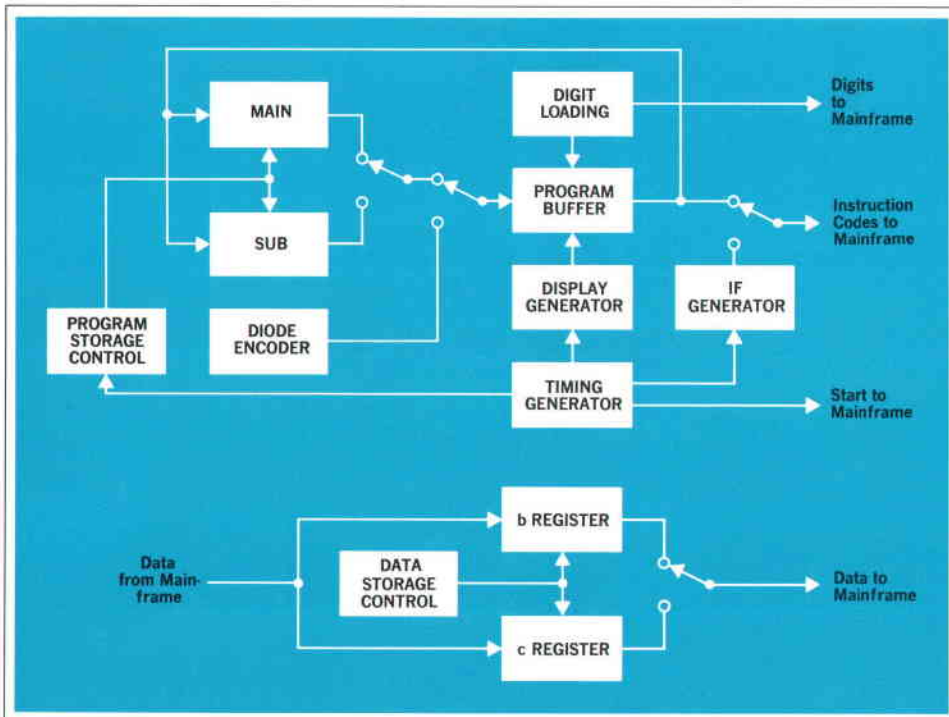 MAIN
SUB
PROGRAM
STORAGE
CONTROL
DIODE
ENCODER
DIGIT
LOADING
PROGRAM
BUFFER
DISPLAY
GENERATOR
TIMING
GENERATOR
IF
GENERATOR
Digits
to
Mainframe
Instruction
Codes to
Mainframe
Start to
Mainframe
Data
from Main-
frame
DATA
STORAGE
CONTROL
b REGISTER
c REGISTER
Data to
Mainframe